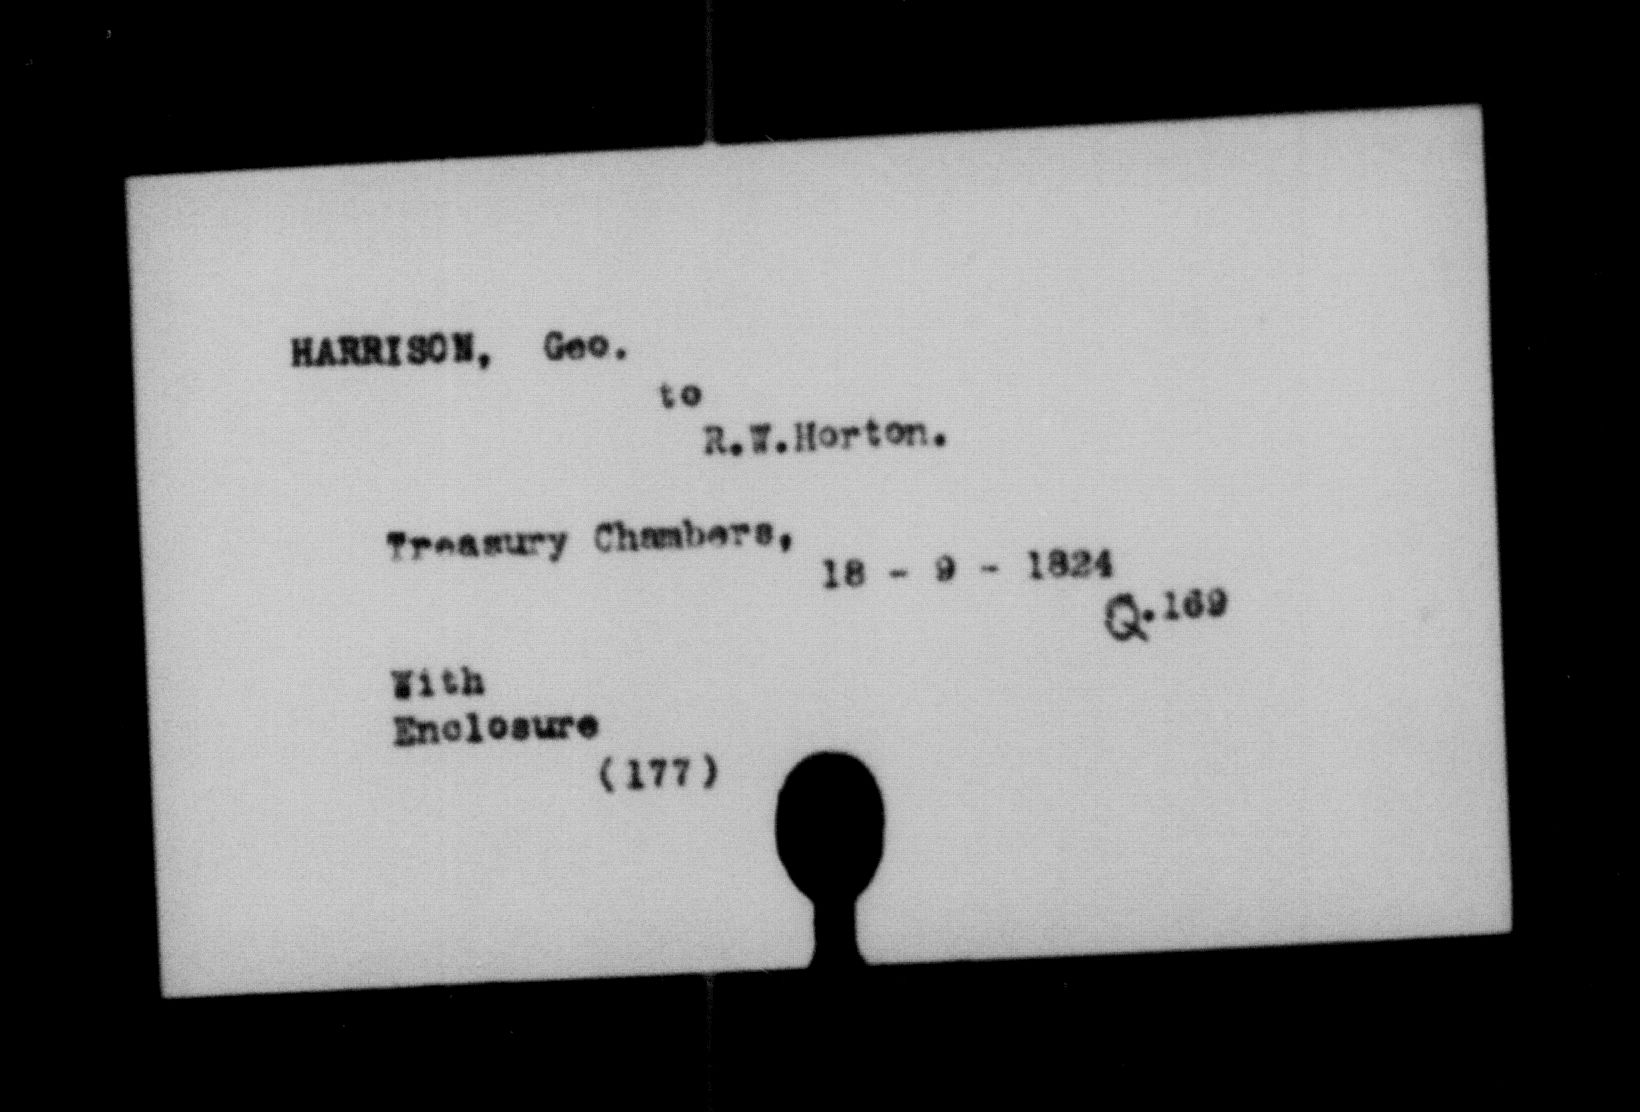 HARRISON, Geo.
to
R.W.Horton.
Treasury Chambers,
18 - 9 - 1824
Q.169
With
Enclosure
(177)